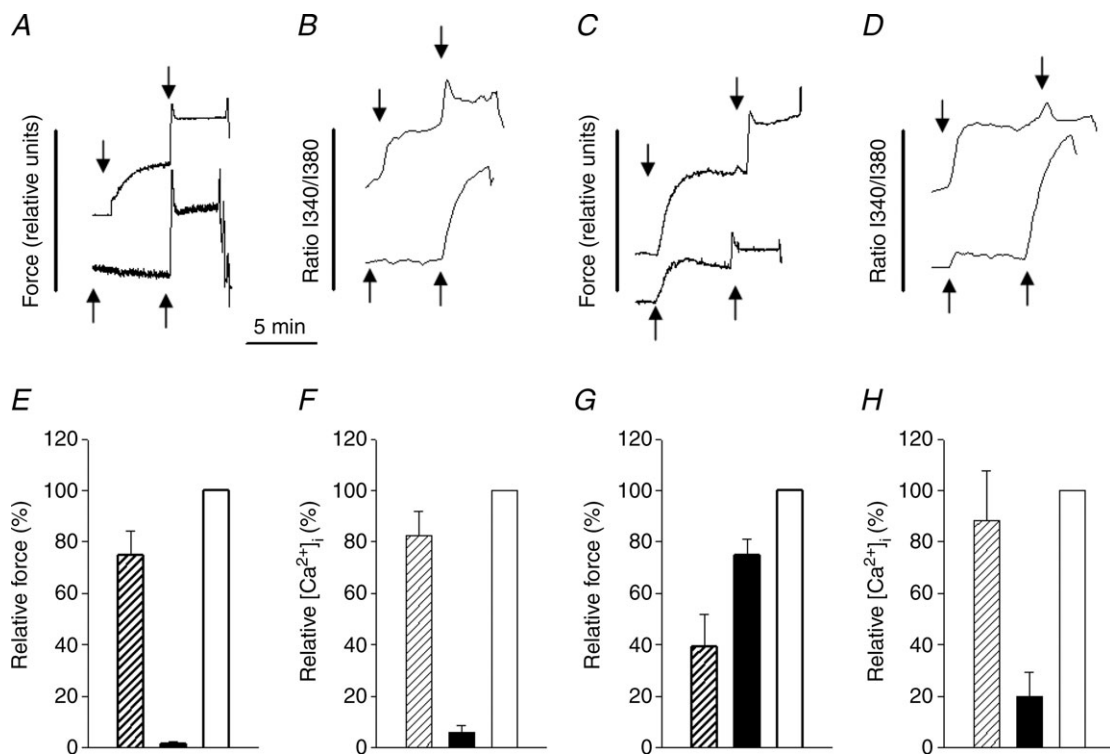 A B C D
Force (relative units)
Ratio I340/I380
Force (relative units)
Ratio I340/I380
5 min
E F G H
Relative force (%)
120
100
80
60
40
20
0
Relative [Ca²⁺]ᵢ (%)
120
100
80
60
40
20
0
Relative force (%)
120
100
80
60
40
20
0
Relative [Ca²⁺]ᵢ (%)
120
100
80
60
40
20
0